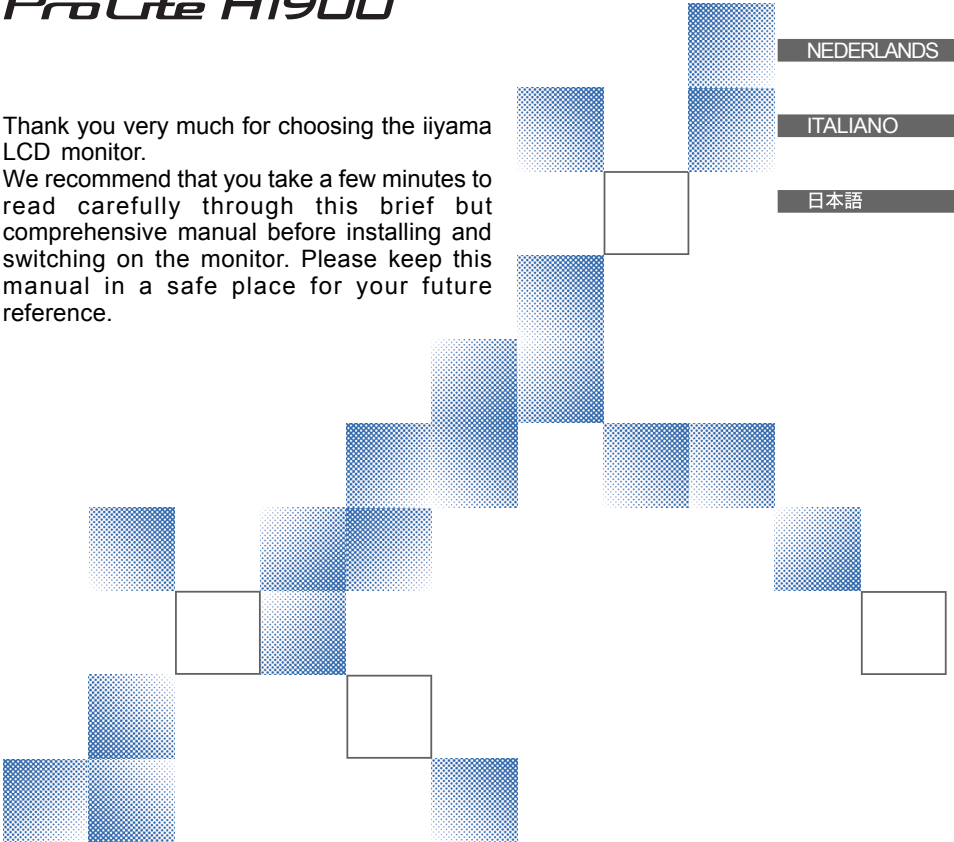 ProLite H1900
NEDERLANDS
Thank you very much for choosing the iiyama
LCD monitor.
We recommend that you take a few minutes to
read carefully through this brief but
comprehensive manual before installing and
switching on the monitor. Please keep this
manual in a safe place for your future
reference.
ITALIANO
日本語